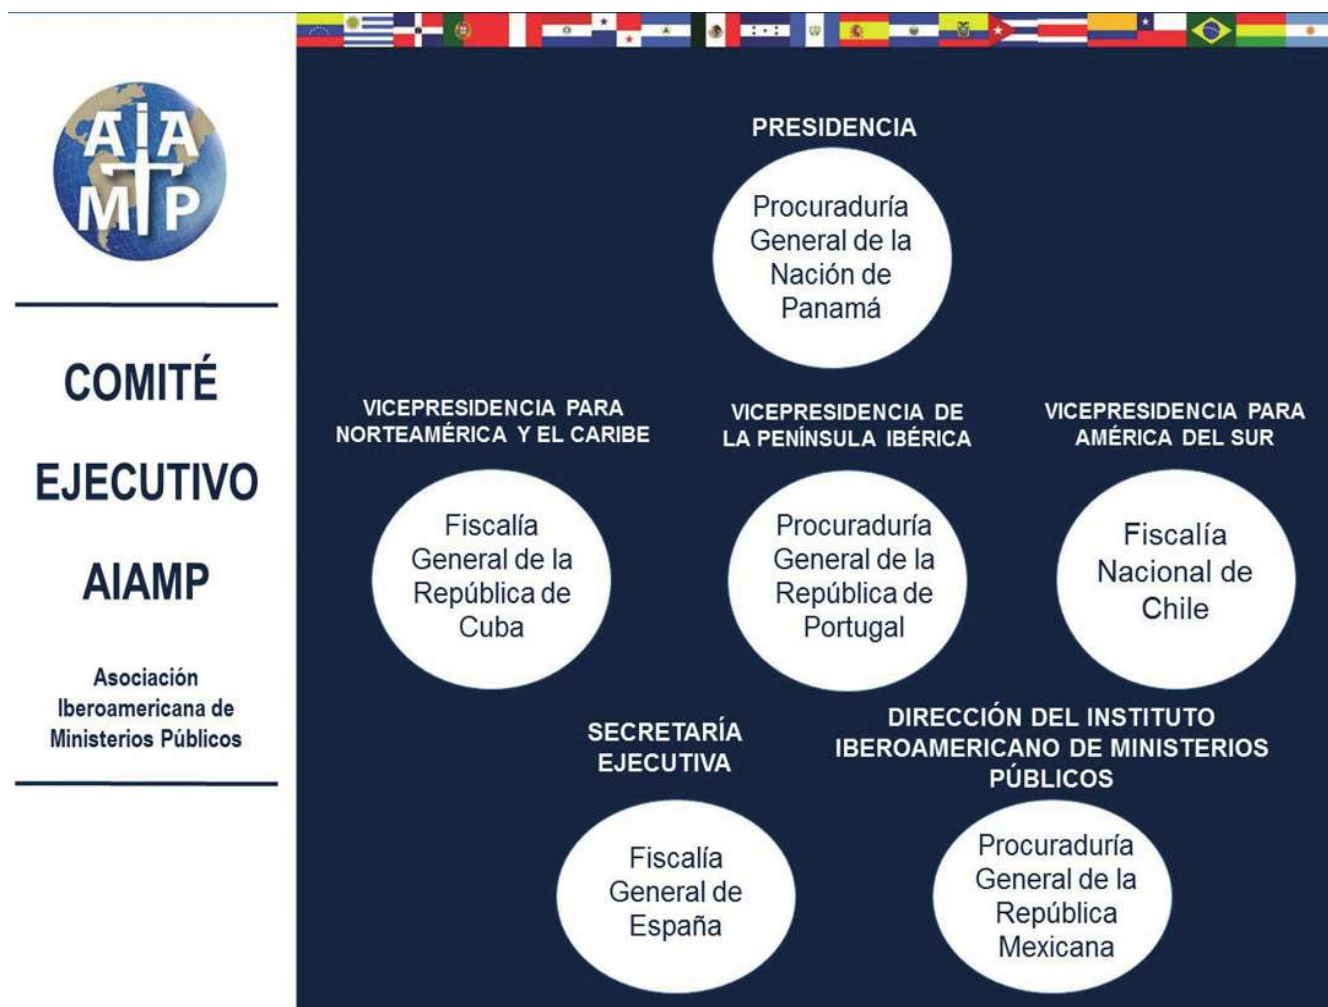 AiA
MP
COMITÉ
EJECUTIVO
AIAMP
Asociación
Iberoamericana de
Ministerios Públicos
PRESIDENCIA
Procuraduría
General de la
Nación de
Panamá
VICEPRESIDENCIA PARA
NORTEAMÉRICA Y EL CARIBE
Fiscalía
General de la
República de
Cuba
VICEPRESIDENCIA DE
LA PENÍNSULA IBÉRICA
Procuraduría
General de la
República de
Portugal
VICEPRESIDENCIA PARA
AMÉRICA DEL SUR
Fiscalía
Nacional de
Chile
SECRETARÍA
EJECUTIVA
Fiscalía
General de
España
DIRECCIÓN DEL INSTITUTO
IBEROAMERICANO DE MINISTERIOS
PÚBLICOS
Procuraduría
General de la
República
Mexicana